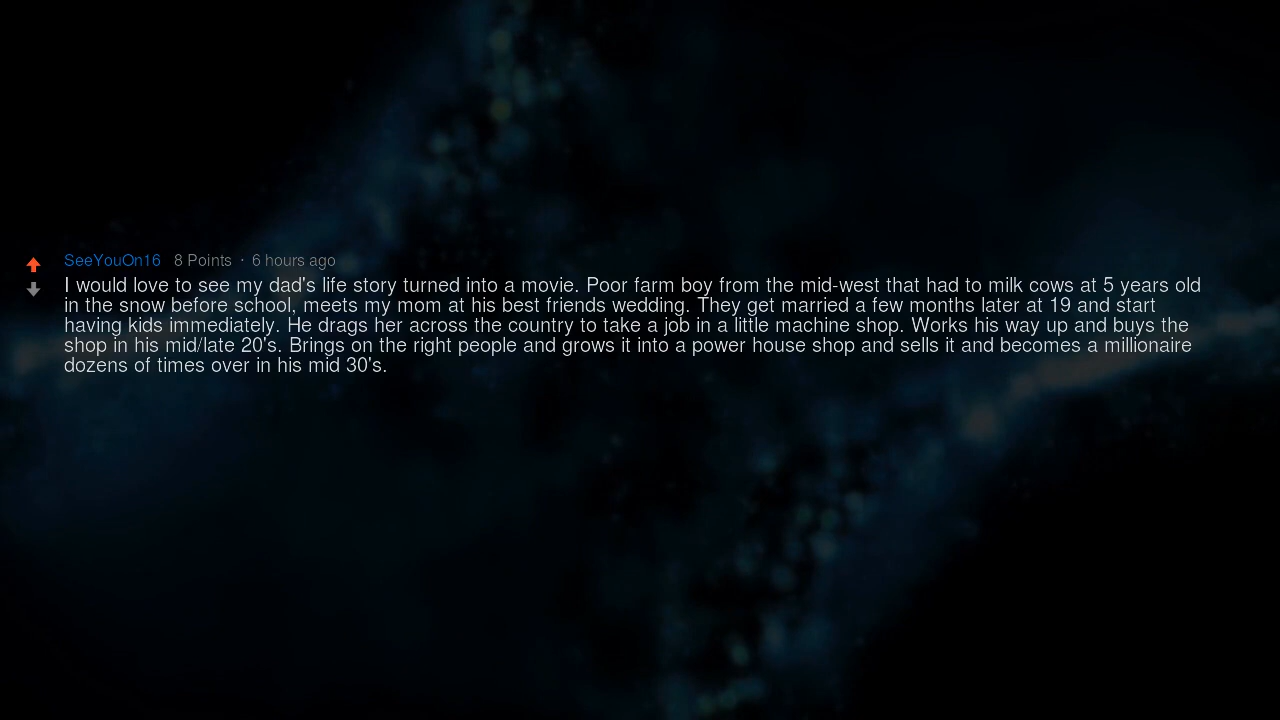 SeeYouOn16 8 Points · 6 hours ago
I would love to see my dad's life story turned into a movie. Poor farm boy from the mid-west that had to milk cows at 5 years old
in the snow before school, meets my mom at his best friends wedding. They get married a few months later at 19 and start
having kids immediately. He drags her across the country to take a job in a little machine shop. Works his way up and buys the
shop in his mid/late 20's. Brings on the right people and grows it into a power house shop and sells it and becomes a millionaire
dozens of times over in his mid 30's.